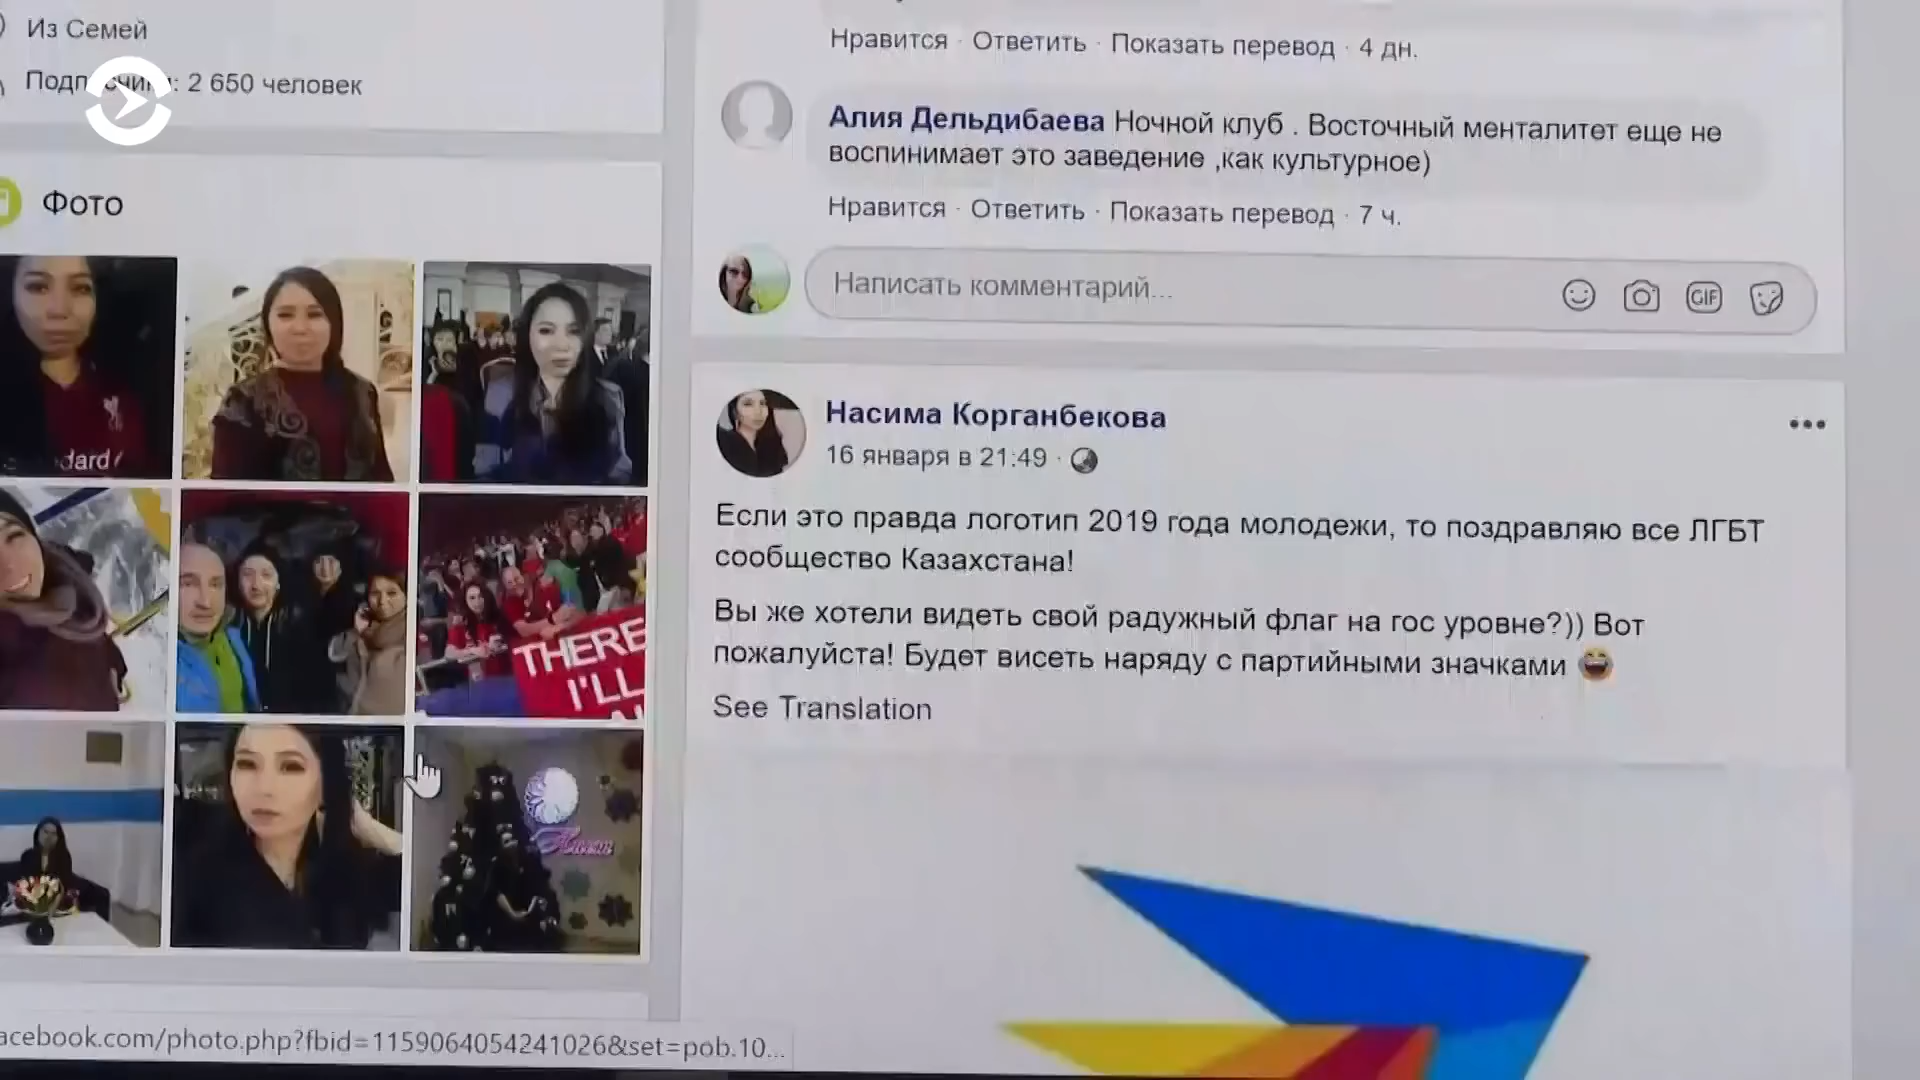 Из Семей
2 650 человек
Фото
THERE
I'LL
acebook.com/photo.php?fbid=1159064054241026&set=pob.10...
Нравится · Ответить · Показать перевод · 4 дн.
Алия Дельдибаева Ночной клуб . Восточный менталитет еще не
воспинимает это заведение ,как культурное)
Нравится · Ответить · Показать перевод · 7 ч.
Написать комментарий...
GIF
Насима Корганбекова
16 января в 21:49 ·
Если это правда логотип 2019 года молодежи, то поздравляю все ЛГБТ
сообщество Казахстана!
Вы же хотели видеть свой радужный флаг на гос уровне?)) Вот
пожалуйста! Будет висеть наряду с партийными значками 😆
See Translation